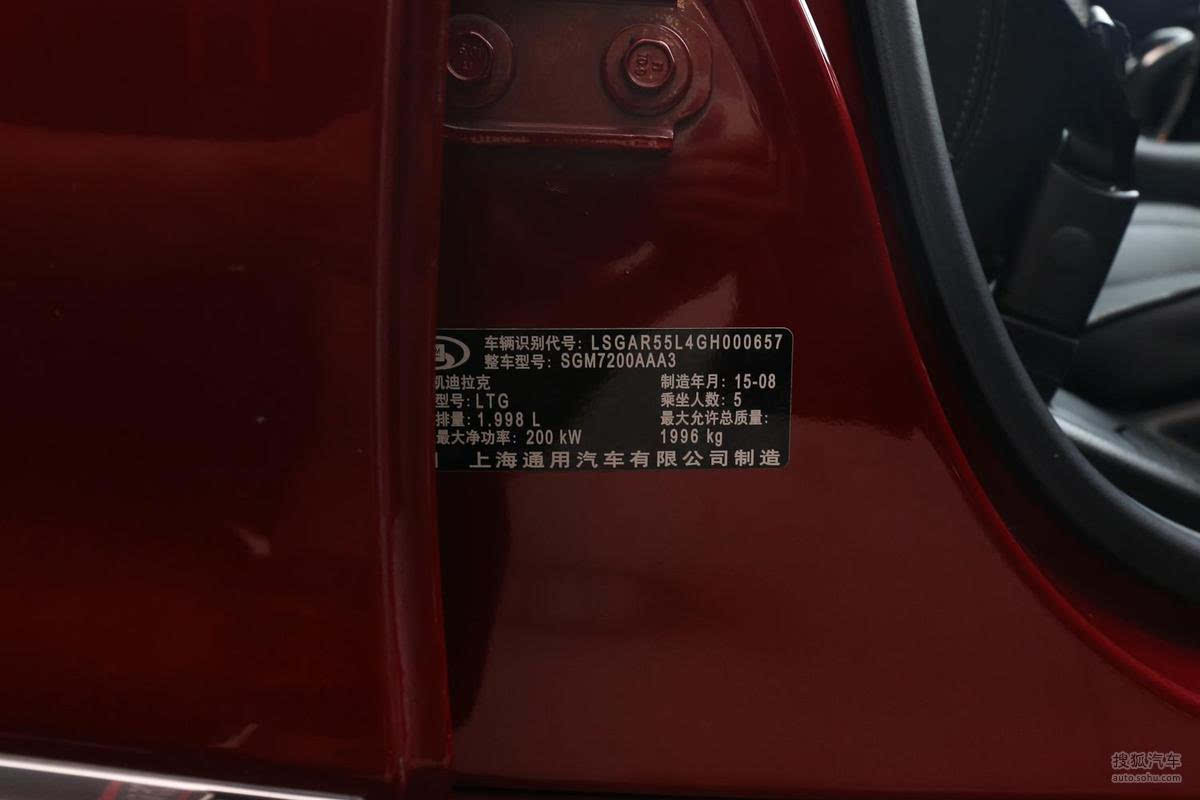 车辆识别代号: LSGAR55L4GH000657
整车型号: SGM7200AAA3
凯迪拉克 制造年月: 15-08
型号: LTG 乘坐人数: 5
排量: 1.998 L 最大允许总质量:
最大净功率: 200 kW 1996 kg
上海通用汽车有限公司制造
搜狐汽车
auto.sohu.com